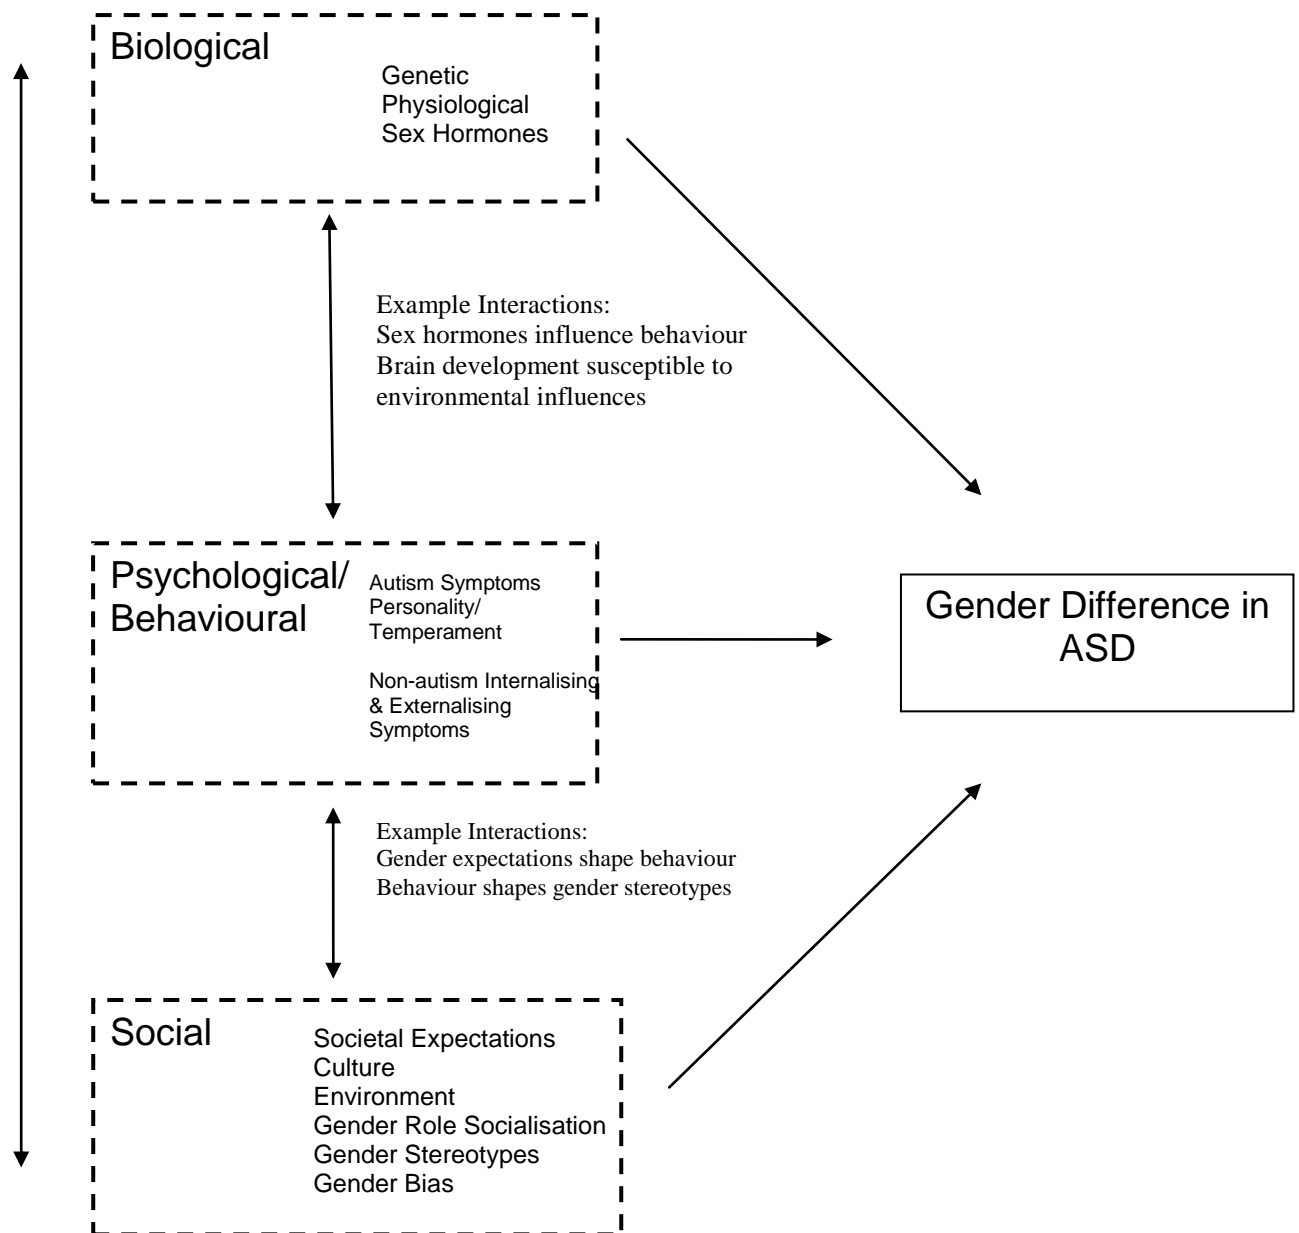 Biological
Genetic
Physiological
Sex Hormones
Example Interactions:
Sex hormones influence behaviour
Brain development susceptible to
environmental influences
Psychological/
Behavioural
Autism Symptoms
Personality/
Temperament
Non-autism Internalising
& Externalising
Symptoms
Gender Difference in
ASD
Example Interactions:
Gender expectations shape behaviour
Behaviour shapes gender stereotypes
Social
Societal Expectations
Culture
Environment
Gender Role Socialisation
Gender Stereotypes
Gender Bias